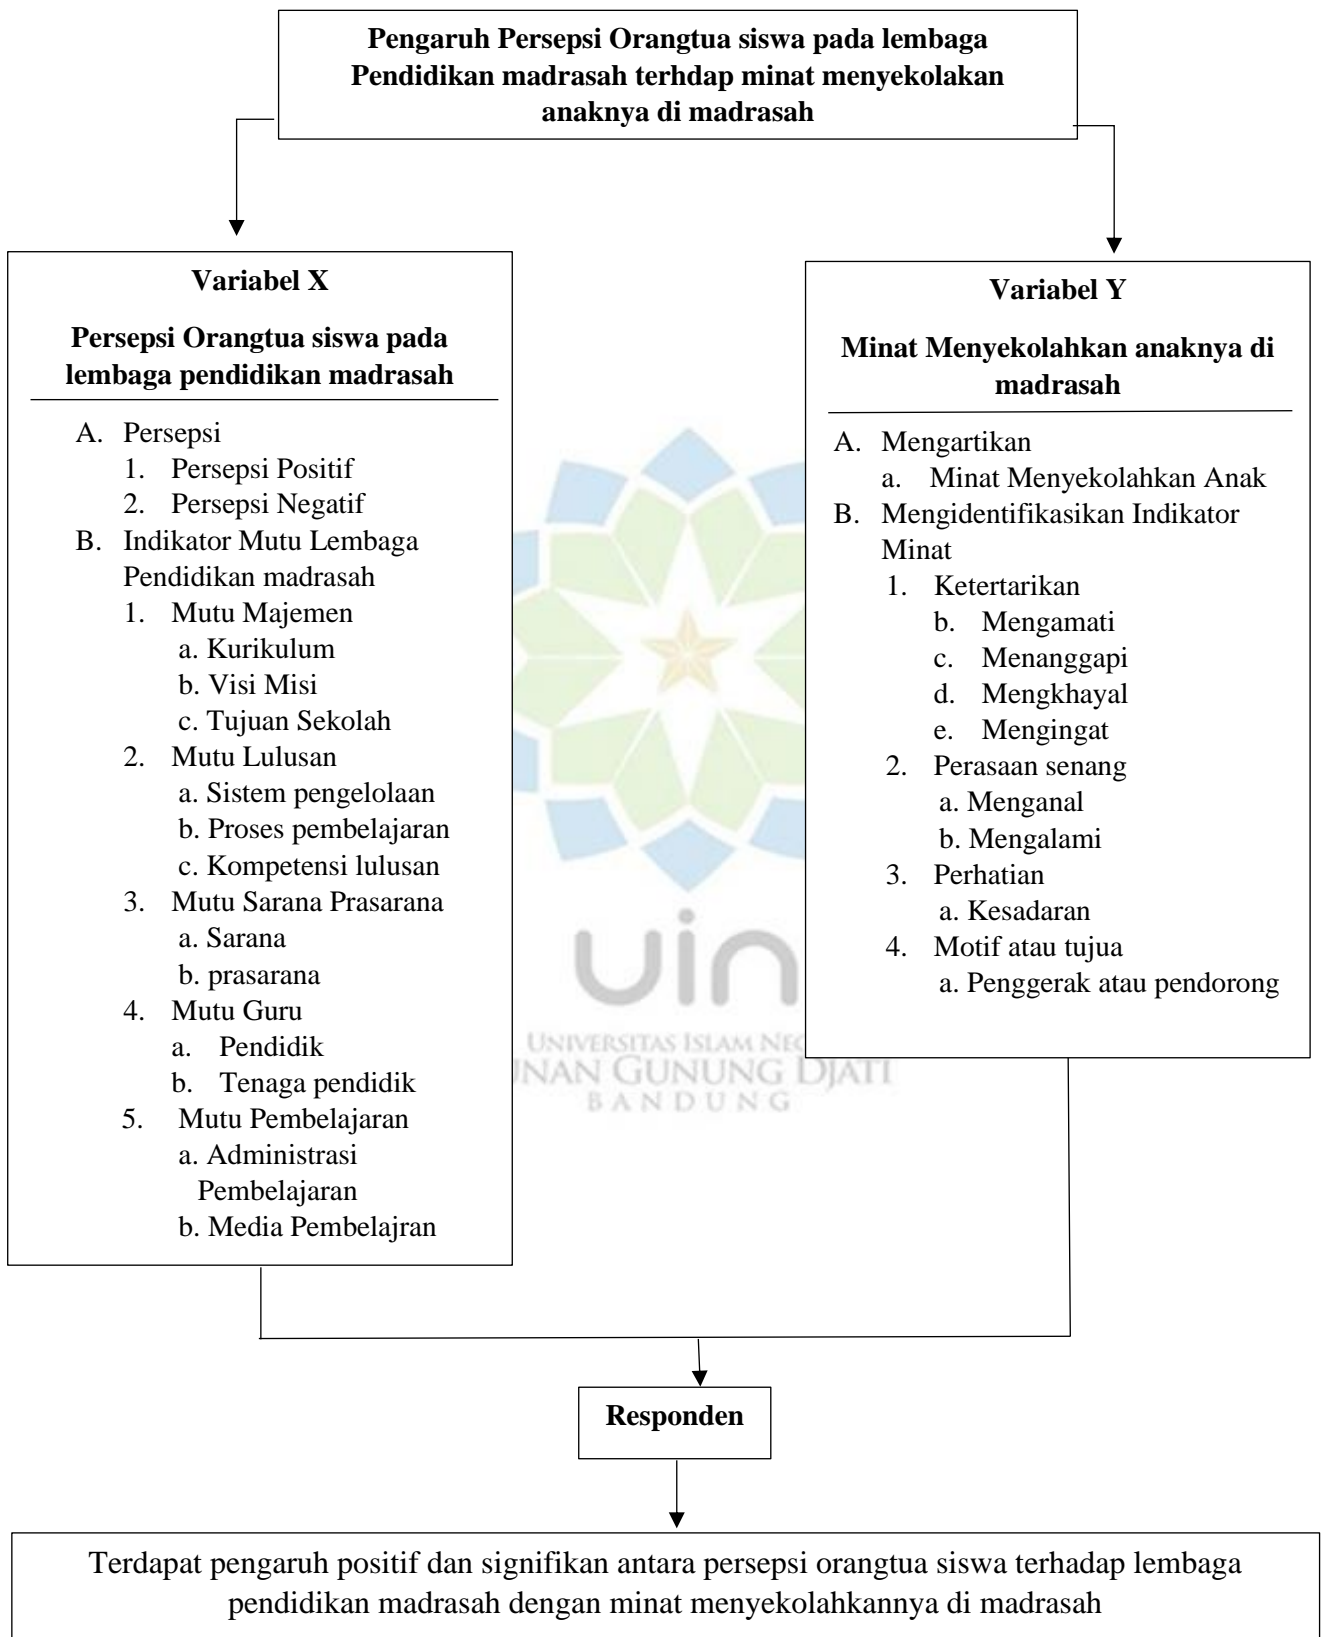 Pengaruh Persepsi Orangtua siswa pada lembaga
Pendidikan madrasah terhdap minat menyekolakan
anaknya di madrasah
Variabel X
Persepsi Orangtua siswa pada
lembaga pendidikan madrasah
A. Persepsi
1. Persepsi Positif
2. Persepsi Negatif
B. Indikator Mutu Lembaga
Pendidikan madrasah
1. Mutu Majemen
a. Kurikulum
b. Visi Misi
c. Tujuan Sekolah
2. Mutu Lulusan
a. Sistem pengelolaan
b. Proses pembelajaran
c. Kompetensi lulusan
3. Mutu Sarana Prasarana
a. Sarana
b. prasarana
4. Mutu Guru
a. Pendidik
b. Tenaga pendidik
5. Mutu Pembelajaran
a. Administrasi
Pembelajaran
b. Media Pembelajran
Variabel Y
Minat Menyekolahkan anaknya di
madrasah
A. Mengartikan
a. Minat Menyekolahkan Anak
B. Mengidentifikasikan Indikator
Minat
1. Ketertarikan
b. Mengamati
c. Menanggapi
d. Mengkhayal
e. Mengingat
2. Perasaan senang
a. Menganal
b. Mengalami
3. Perhatian
a. Kesadaran
4. Motif atau tujua
a. Penggerak atau pendorong
uin
UNIVERSITAS ISLAM NEG
UNAN GUNUNG DJATI
BANDUNG
Responden
Terdapat pengaruh positif dan signifikan antara persepsi orangtua siswa terhadap lembaga
pendidikan madrasah dengan minat menyekolahkannya di madrasah